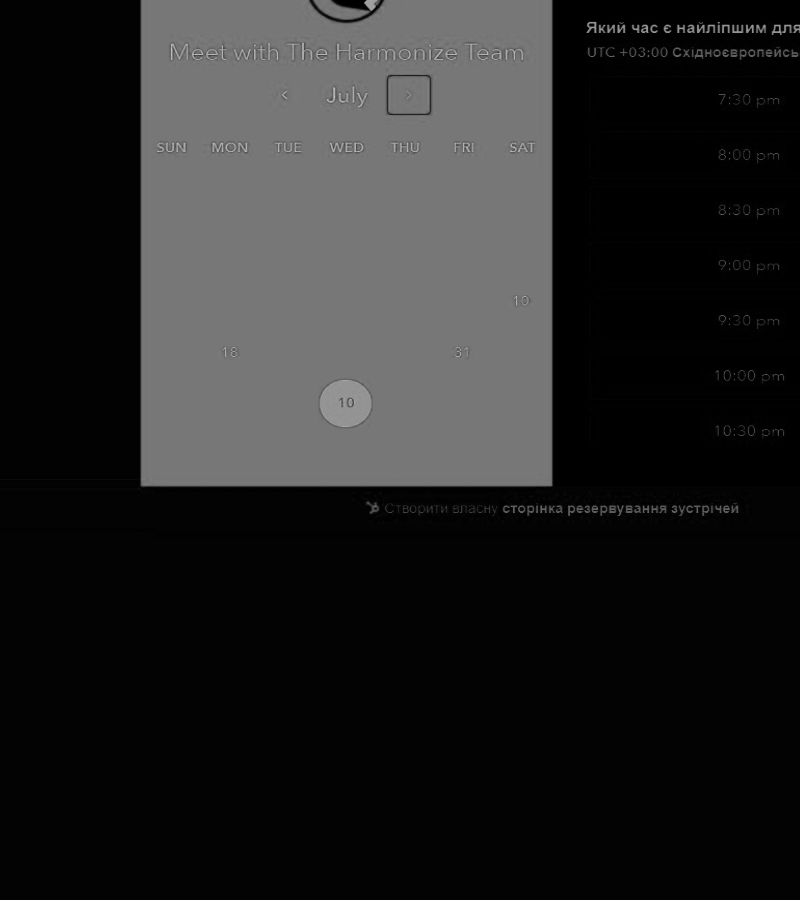 Meet with The Harmonize Team
July
SUN MON TUE WED THU FRI SAT
10
18 31
10
Який час є найліпшим для
UTC +03:00 Східноєвропейсь
7:30 pm
8:00 pm
8:30 pm
9:00 pm
9:30 pm
10:00 pm
10:30 pm
Створити власну сторінка резервування зустрічей